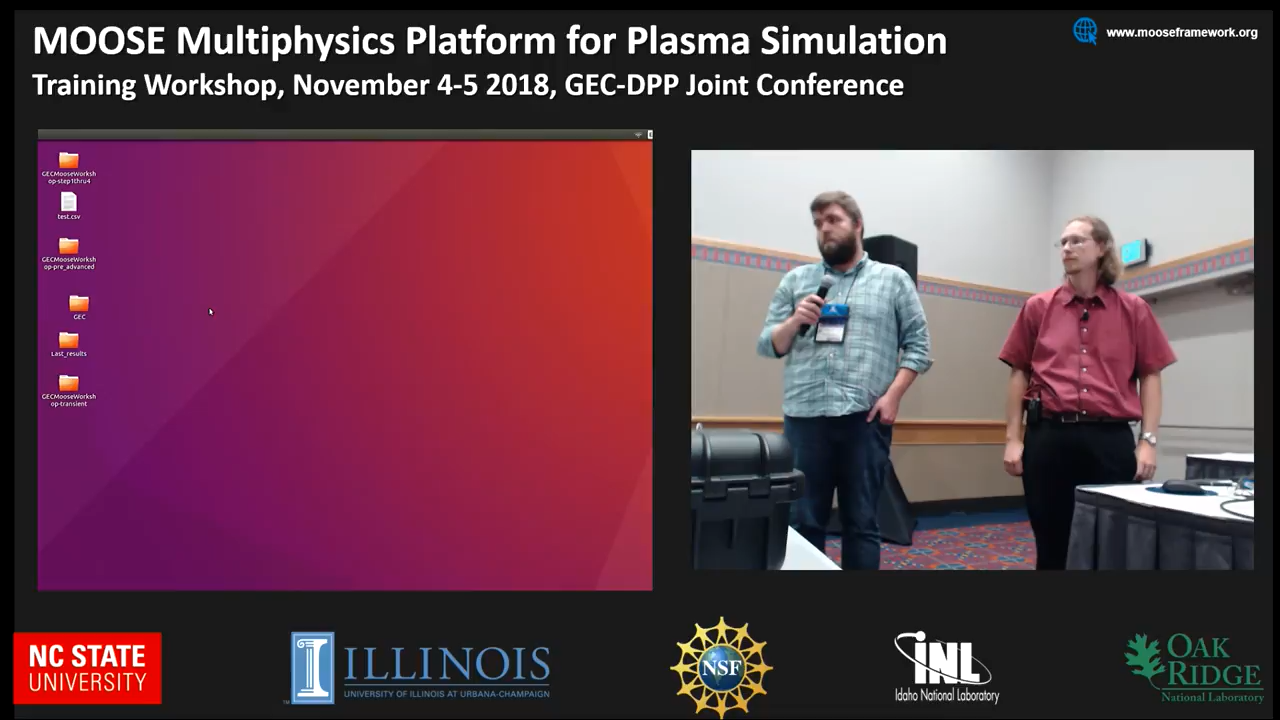 MOOSE Multiphysics Platform for Plasma Simulation
www.mooseframework.org
Training Workshop, November 4-5 2018, GEC-DPP Joint Conference
GECMooseWorksh
op-step1thru4
test.csv
GECMooseWorksh
op-pre_advanced
GEC
Last_results
GECMooseWorksh
op-transient
NC STATE
UNIVERSITY
ILLINOIS
UNIVERSITY OF ILLINOIS AT URBANA-CHAMPAIGN
NSF
INL
Idaho National Laboratory
OAK
RIDGE
National Laboratory